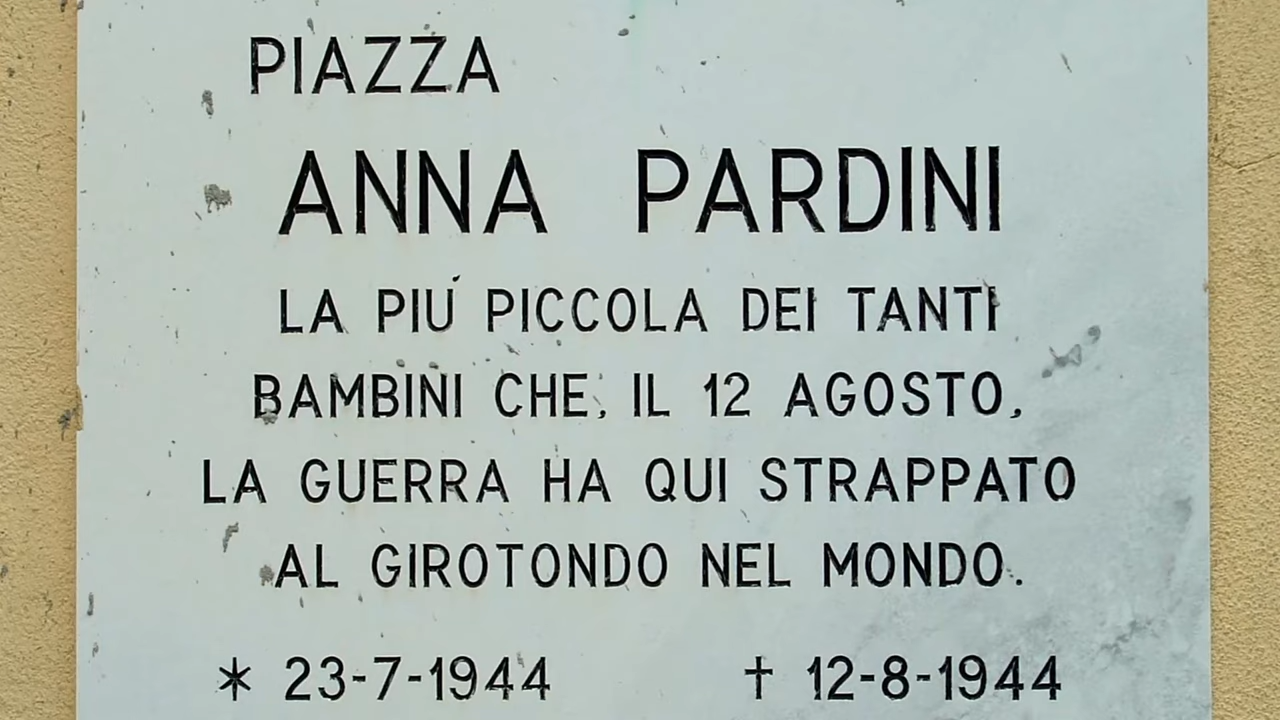 PIAZZA
ANNA PARDINI
LA PIÚ PICCOLA DEI TANTI
BAMBINI CHE, IL 12 AGOSTO,
LA GUERRA HA QUI STRAPPATO
AL GIROTONDO NEL MONDO.
* 23-7-1944 † 12-8-1944